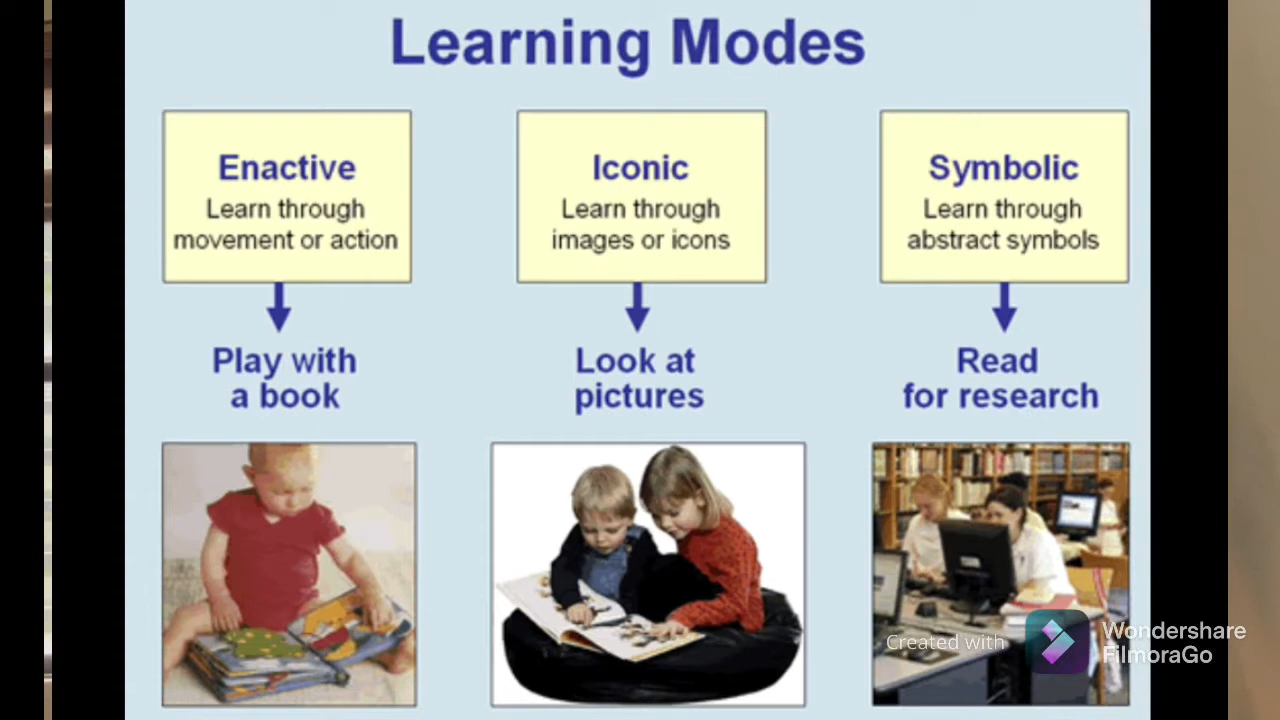 Learning Modes
Enactive
Learn through
movement or action
Play with
a book
Iconic
Learn through
images or icons
Look at
pictures
Symbolic
Learn through
abstract symbols
Read
for research
Created with
Wondershare
FilmoraGo